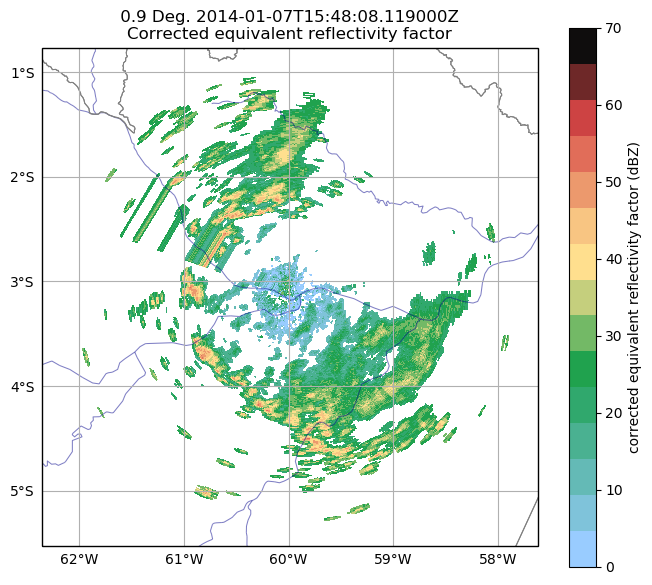 0.9 Deg. 2014-01-07T15:48:08.119000Z
Corrected equivalent reflectivity factor
1°S
2°S
3°S
4°S
5°S
62°W
61°W
60°W
59°W
58°W
70
60
50
40
30
20
10
0
corrected equivalent reflectivity factor (dBZ)